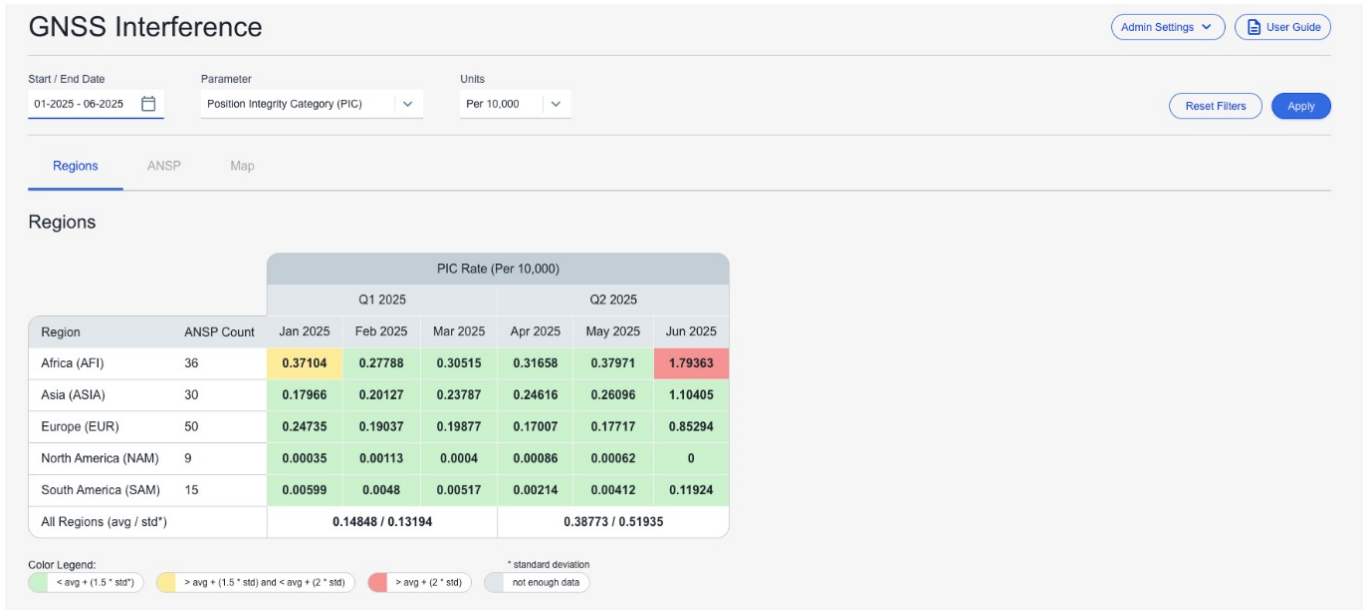 GNSS Interference
Admin Settings
User Guide
Start / End Date Parameter Units
01-2025 - 06-2025 Position Integrity Category (PIC) Per 10,000
Reset Filters Apply
Regions ANSP Map
Regions
PIC Rate (Per 10,000)
Q1 2025 Q2 2025
Region ANSP Count Jan 2025 Feb 2025 Mar 2025 Apr 2025 May 2025 Jun 2025
Africa (AFI) 36 0.37104 0.27788 0.30515 0.31658 0.37971 1.79363
Asia (ASIA) 30 0.17966 0.20127 0.23787 0.24616 0.26096 1.10405
Europe (EUR) 50 0.24735 0.19037 0.19877 0.17007 0.17717 0.85294
North America (NAM) 9 0.00035 0.00113 0.0004 0.00086 0.00062 0
South America (SAM) 15 0.00599 0.0048 0.00517 0.00214 0.00412 0.11924
All Regions (avg / std*) 0.14848 / 0.13194 0.38773 / 0.51935
Color Legend: * standard deviation
< avg + (1.5 * std*) > avg + (1.5 * std) and < avg + (2 * std) > avg + (2 * std) not enough data